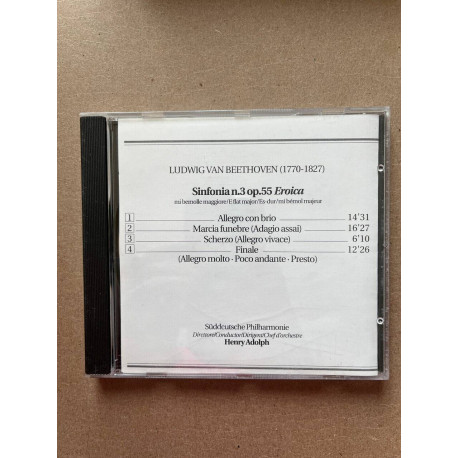 LUDWIG VAN BEETHOVEN (1770-1827)
Sinfonia n.3 op.55 Eroica
mi bemolle maggiore/E flat major/Es-dur/mi bémol majeur
1 Allegro con brio 14'31
2 Marcia funebre (Adagio assai) 16'27
3 Scherzo (Allegro vivace) 6'10
4 Finale 12'26
(Allegro molto - Poco andante - Presto)
Süddeutsche Philharmonie
Direttore/Conductor/Dirigent/Chef d'orchestre
Henry Adolph